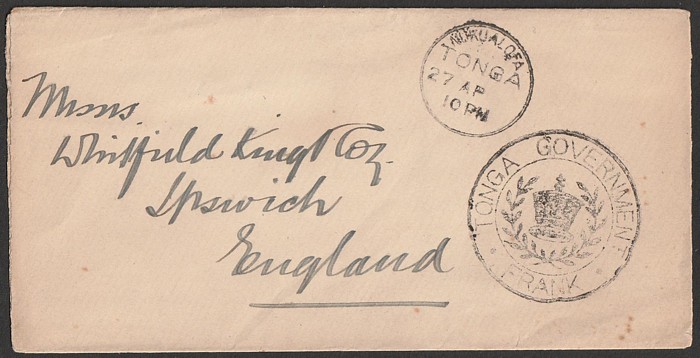 NUKUALOFA
TONGA
27 AP
10 PM
TONGA GOVERNMENT
FRANK
Messrs.
Whitfield King & Co.
Ipswich
England